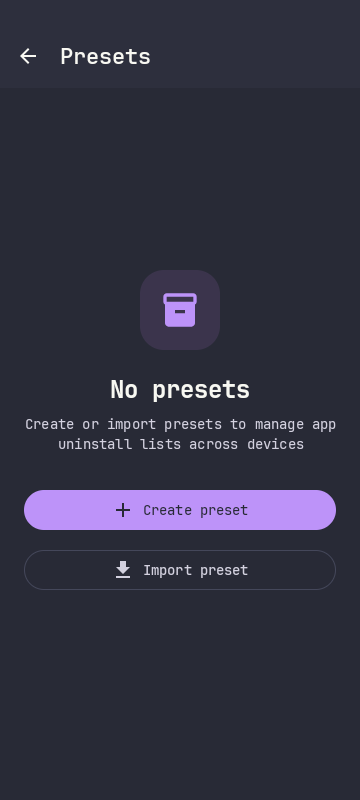 Presets
No presets
Create or import presets to manage app
uninstall lists across devices
Create preset
Import preset